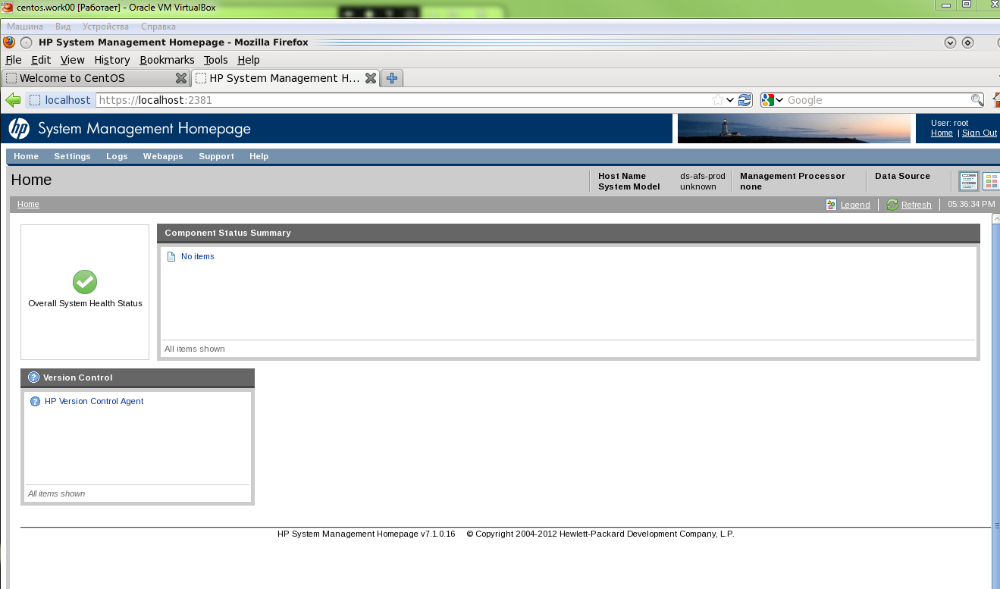 centos.work00 [Работает] - Oracle VM VirtualBox
Машина Вид Устройства Справка
HP System Management Homepage - Mozilla Firefox
File Edit View History Bookmarks Tools Help
Welcome to CentOS HP System Management H...
localhost https://localhost:2381 Google
hp System Management Homepage User: root
Home | Sign Out
Home Settings Logs Webapps Support Help
Home
Host Name ds-afs-prod Management Processor Data Source
System Model unknown none
Home Legend Refresh 05:36:34 PM
Component Status Summary
No items
Overall System Health Status
All items shown
? Version Control
? HP Version Control Agent
All items shown
HP System Management Homepage v7.1.0.16 © Copyright 2004-2012 Hewlett-Packard Development Company, L.P.